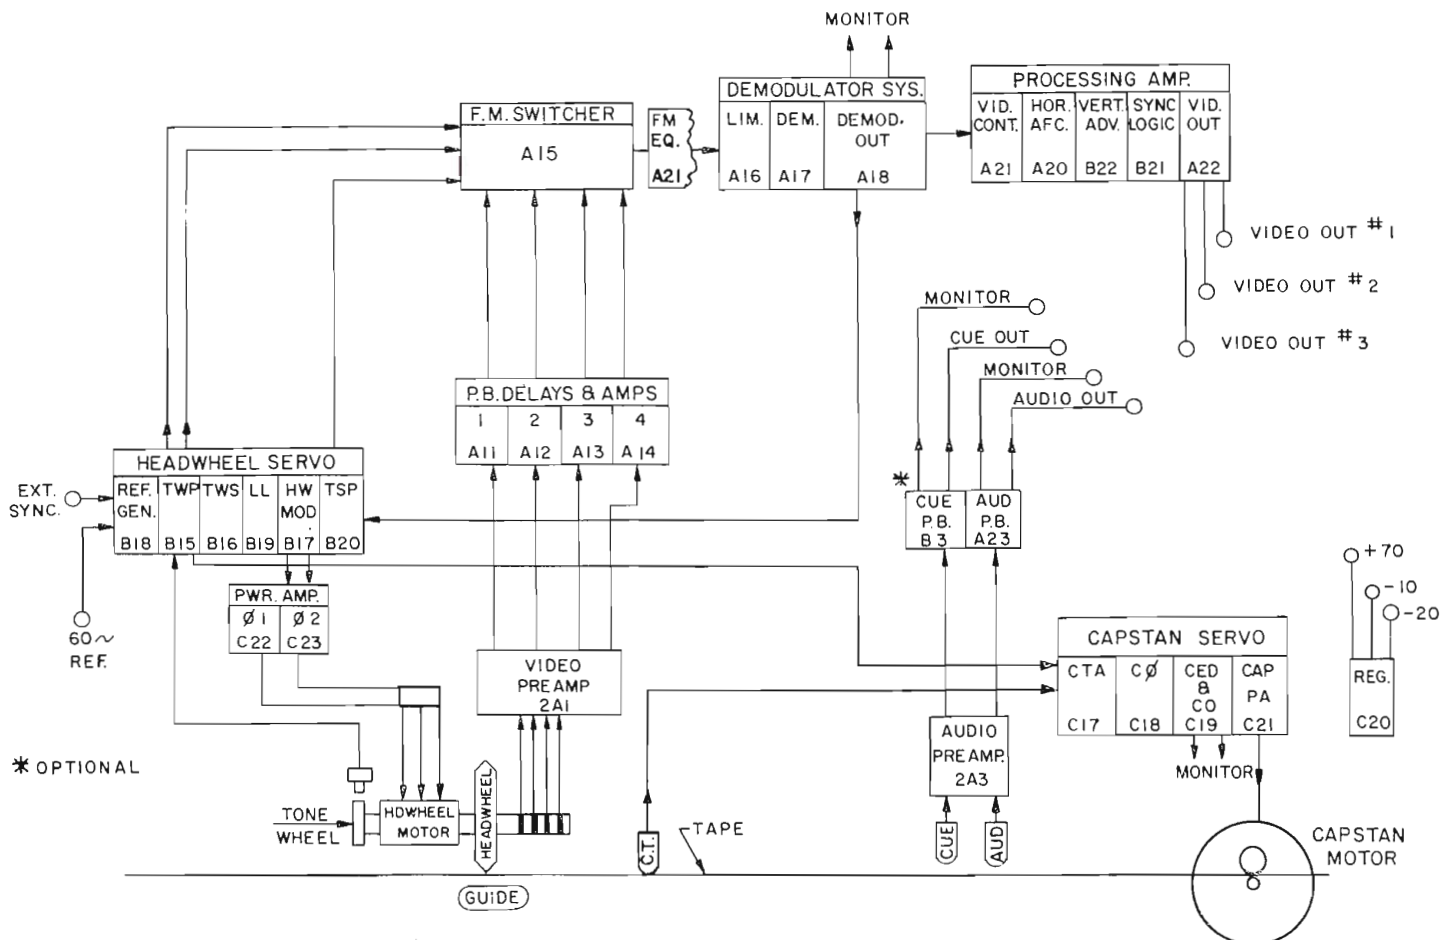 MONITOR
F.M. SWITCHER
A15
FM
EQ.
A21
DEMODULATOR SYS.
LIM.
A16
DEM.
A17
DEMOD.
OUT
A18
PROCESSING AMP.
VID.
CONT.
A21
HOR.
AFC.
A20
VERT.
ADV.
B22
SYNC
LOGIC
B21
VID.
OUT
A22
VIDEO OUT #1
VIDEO OUT #2
VIDEO OUT #3
MONITOR
CUE OUT
MONITOR
AUDIO OUT
P.B. DELAYS & AMPS
1
A11
2
A12
3
A13
4
A14
HEADWHEEL SERVO
REF.
GEN.
B18
TWP
B15
TWS
B16
LL
B19
HW
MOD
B17
TSP
B20
EXT.
SYNC.
60~
REF.
* CUE
P.B.
B3
AUD
P.B.
A23
PWR. AMP.
Ø1
C22
Ø2
C23
VIDEO
PREAMP
2A1
+70
-10
-20
REG.
C20
CAPSTAN SERVO
CTA
C17
CØ
C18
CED
&
CO
C19
CAP
PA
C21
MONITOR
AUDIO
PREAMP.
2A3
* OPTIONAL
TONE
WHEEL
HDWHEEL
MOTOR
HEADWHEEL
C.T.
TAPE
CUE
AUD
CAPSTAN
MOTOR
GUIDE